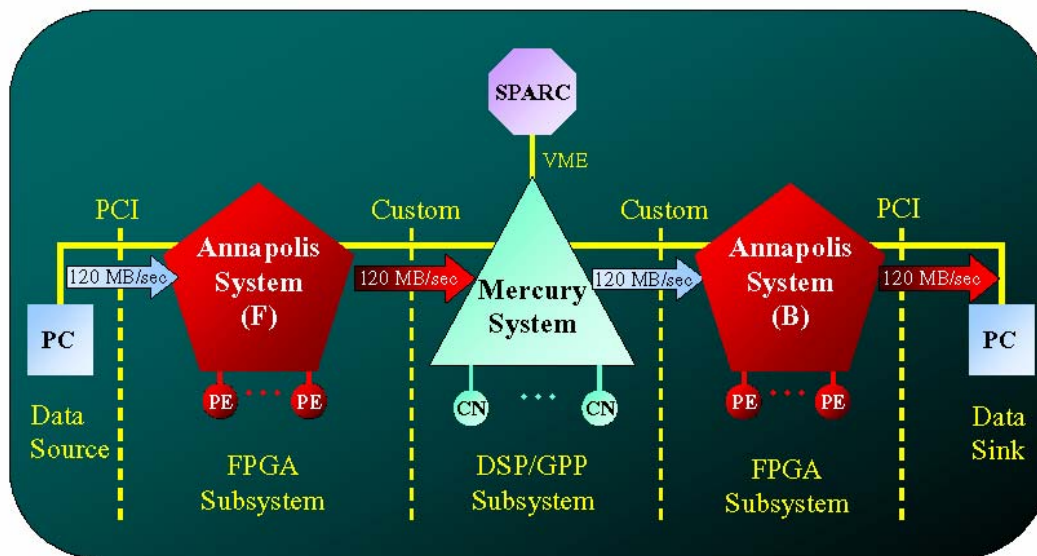 SPARC
VME
PCI
Custom
Custom
PCI
Annapolis
System
(F)
Annapolis
System
(B)
120 MB/sec
120 MB/sec
120 MB/sec
120 MB/sec
Mercury
System
PC
PC
PE ... PE
CN ... CN
PE ... PE
Data
Source
FPGA
Subsystem
DSP/GPP
Subsystem
FPGA
Subsystem
Data
Sink